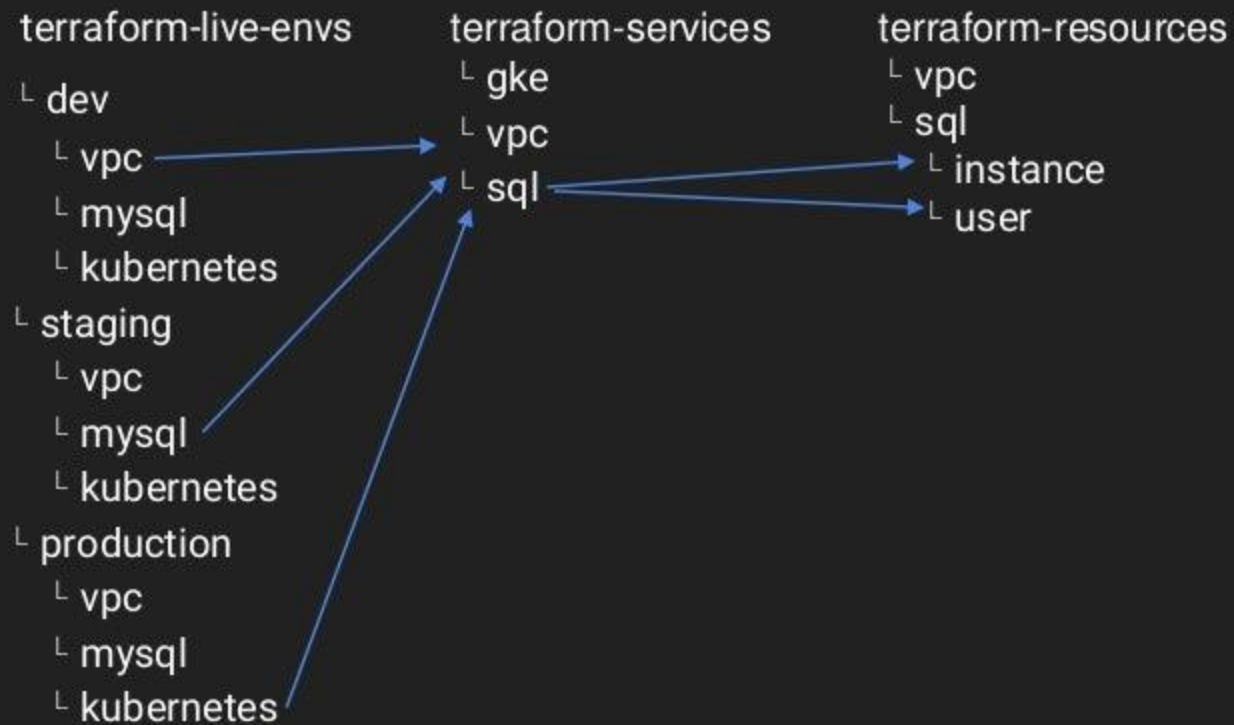 terraform-live-envs
└ dev
└ vpc
└ mysql
└ kubernetes
└ staging
└ vpc
└ mysql
└ kubernetes
└ production
└ vpc
└ mysql
└ kubernetes
terraform-services
└ gke
└ vpc
└ sql
terraform-resources
└ vpc
└ sql
└ instance
└ user